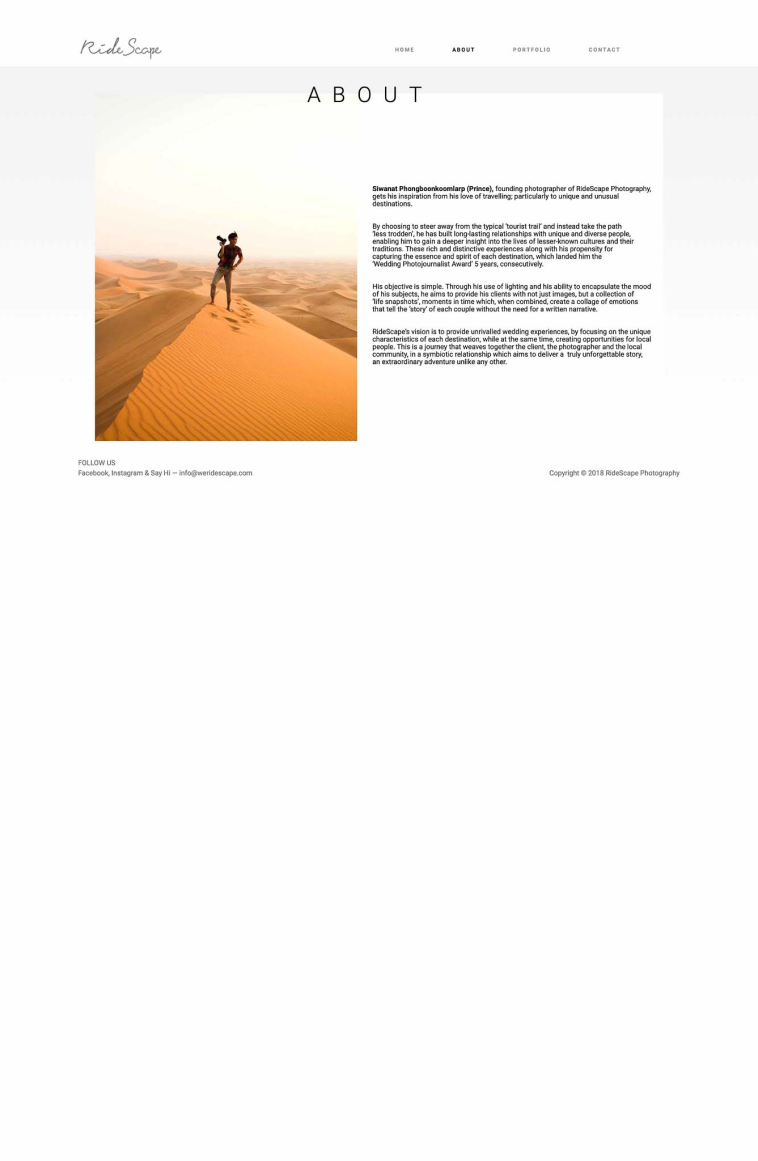 RideScape
HOME
ABOUT
PORTFOLIO
CONTACT
ABOUT
Siwanat Phongboonkoomlarp (Prince), founding photographer of RideScape Photography,
gets his inspiration from his love of travelling; particularly to unique and unusual
destinations.
By choosing to steer away from the typical 'tourist trail' and instead take the path
'less trodden', he has built long-lasting relationships with unique and diverse people,
enabling him to gain a deeper insight into the lives of lesser-known cultures and their
traditions. These rich and distinctive experiences along with his propensity for
capturing the essence and spirit of each destination, which landed him the
'Wedding Photojournalist Award' 5 years, consecutively.
His objective is simple. Through his use of lighting and his ability to encapsulate the mood
of his subjects, he aims to provide his clients with not just images, but a collection of
'life snapshots', moments in time which, when combined, create a collage of emotions
that tell the 'story' of each couple without the need for a written narrative.
RideScape's vision is to provide unrivalled wedding experiences, by focusing on the unique
characteristics of each destination, while at the same time, creating opportunities for local
people. This is a journey that weaves together the client, the photographer and the local
community, in a symbiotic relationship which aims to deliver a truly unforgettable story,
an extraordinary adventure unlike any other.
FOLLOW US
Facebook, Instagram & Say Hi — info@weridescape.com
Copyright © 2018 RideScape Photography